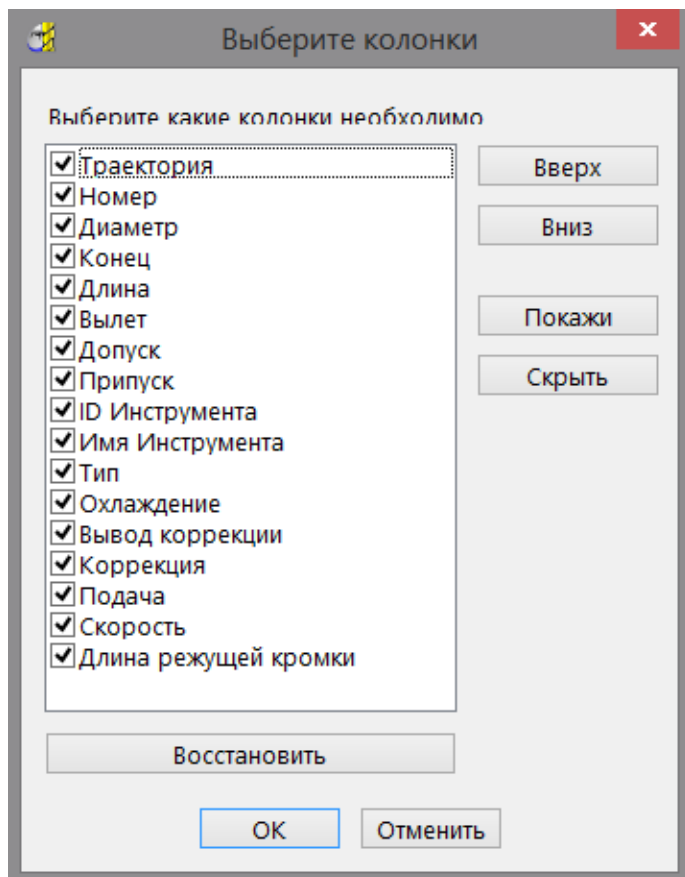 Выберите колонки
Выберите какие колонки необходимо
Траектория
Номер
Диаметр
Конец
Длина
Вылет
Допуск
Припуск
ID Инструмента
Имя Инструмента
Тип
Охлаждение
Вывод коррекции
Коррекция
Подача
Скорость
Длина режущей кромки
Вверх
Вниз
Покажи
Скрыть
Восстановить
OK
Отменить